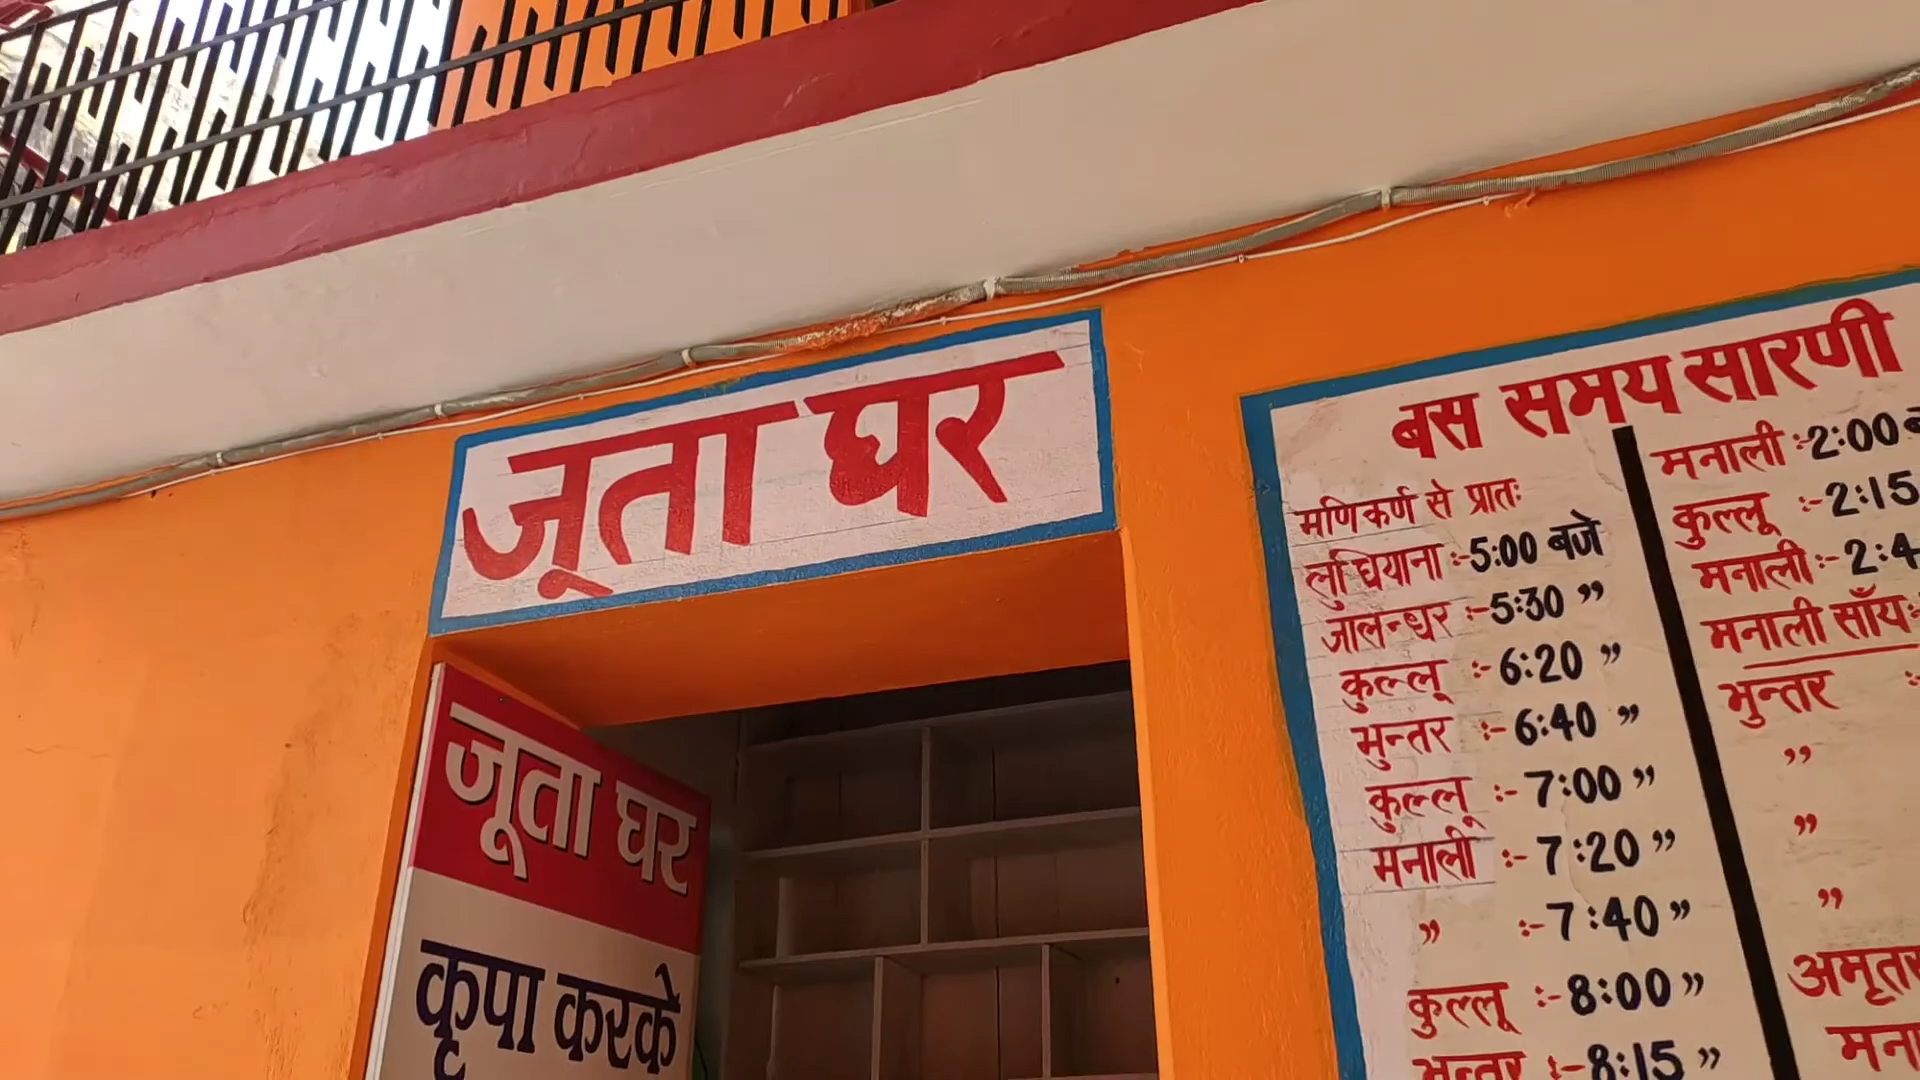 जूता घर
जूता घर
कृपा करके
बस समय सारणी
मणिकर्ण से प्रातः
लुधियाना :-5:00 बजे
जालन्धर :-5:30 ”
कुल्लू :- 6:20 ”
भुन्तर :- 6:40 ”
कुल्लू :- 7:00 ”
मनाली :- 7:20 ”
” :- 7:40 ”
कुल्लू :- 8:00 ”
भुन्तर :-8:15 ”
मनाली :-2:00
कुल्लू :-2:15
मनाली :-2:4
मनाली साँय:-
भुन्तर :-
”
”
”